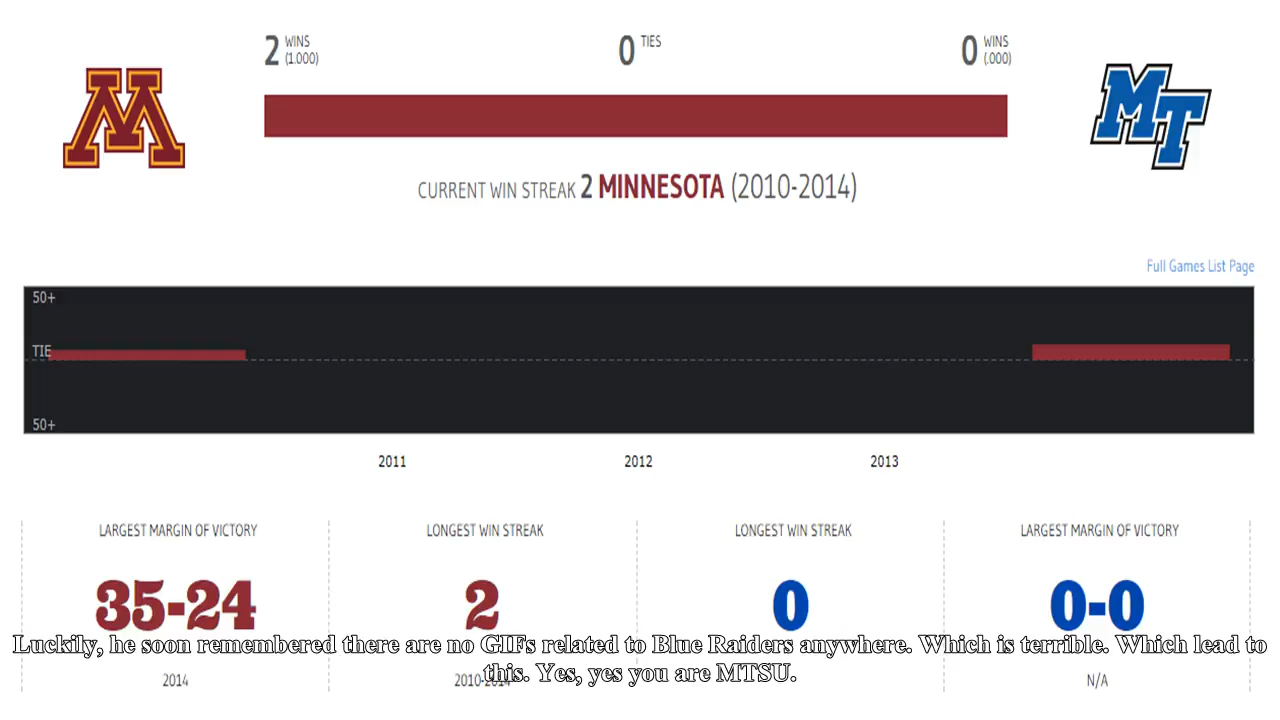 2 WINS (1.000)
0 TIES
0 WINS (.000)
M
MT
CURRENT WIN STREAK 2 MINNESOTA (2010-2014)
Full Games List Page
50+
TIE
50+
2011 2012 2013
LARGEST MARGIN OF VICTORY
35-24
2014
LONGEST WIN STREAK
2
2010-2014
LONGEST WIN STREAK
0
LARGEST MARGIN OF VICTORY
0-0
N/A
Luckily, he soon remembered there are no GIFs related to Blue Raiders anywhere. Which is terrible. Which lead to
this. Yes, yes you are MTSU.